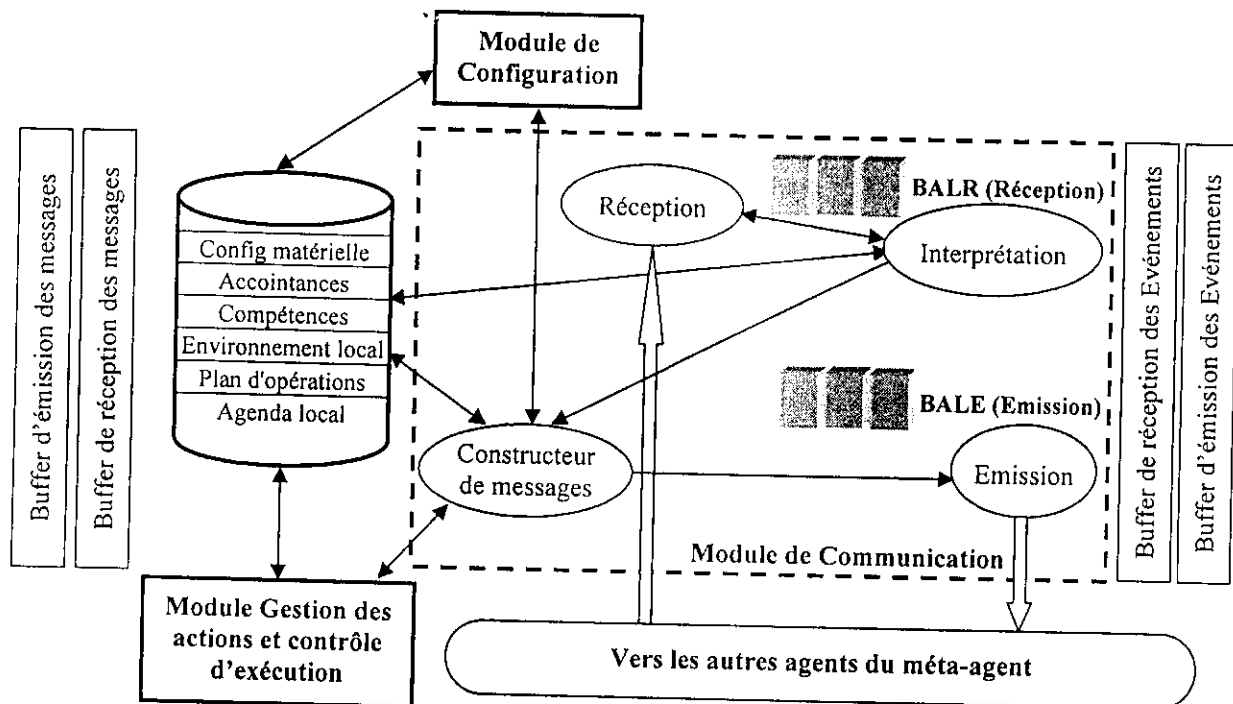 Module de
Configuration
Buffer d'émission des messages
Buffer de réception des messages
Config matérielle
Accointances
Compétences
Environnement local
Plan d'opérations
Agenda local
Réception
BALR (Réception)
Interprétation
BALE (Emission)
Constructeur
de messages
Emission
Module de Communication
Buffer de réception des Evénements
Buffer d'émission des Evénements
Module Gestion des
actions et contrôle
d'exécution
Vers les autres agents du méta-agent